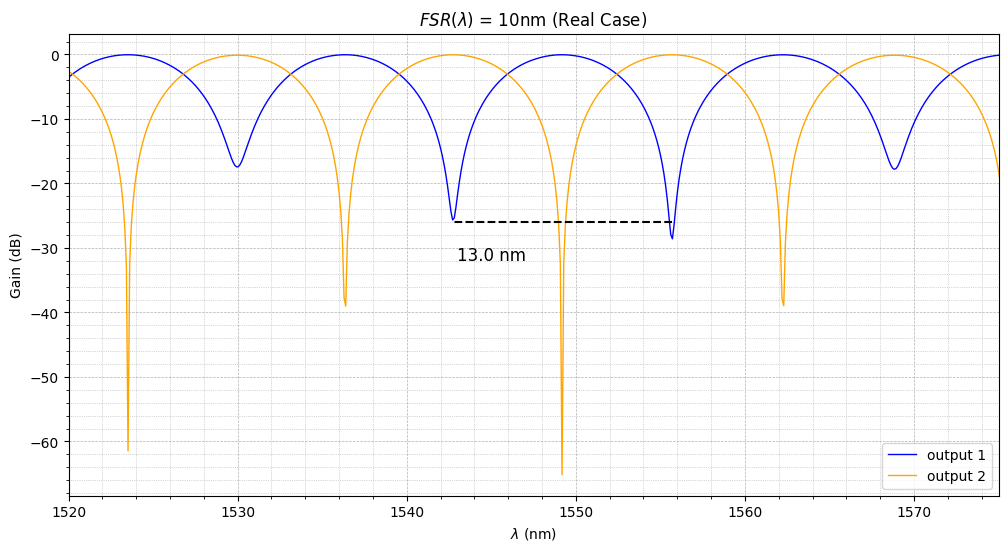 FSR(λ) = 10nm (Real Case)
Gain (dB)
0
−10
−20
−30
−40
−50
−60
13.0 nm
output 1
output 2
1520 1530 1540 1550 1560 1570
λ (nm)